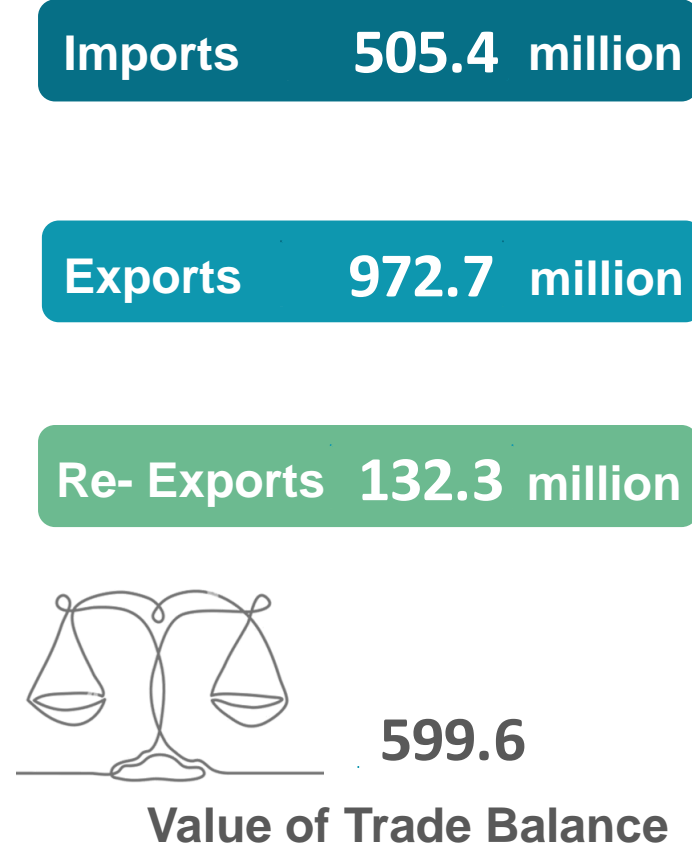 Imports 505.4 million
Exports 972.7 million
Re- Exports 132.3 million
599.6
Value of Trade Balance